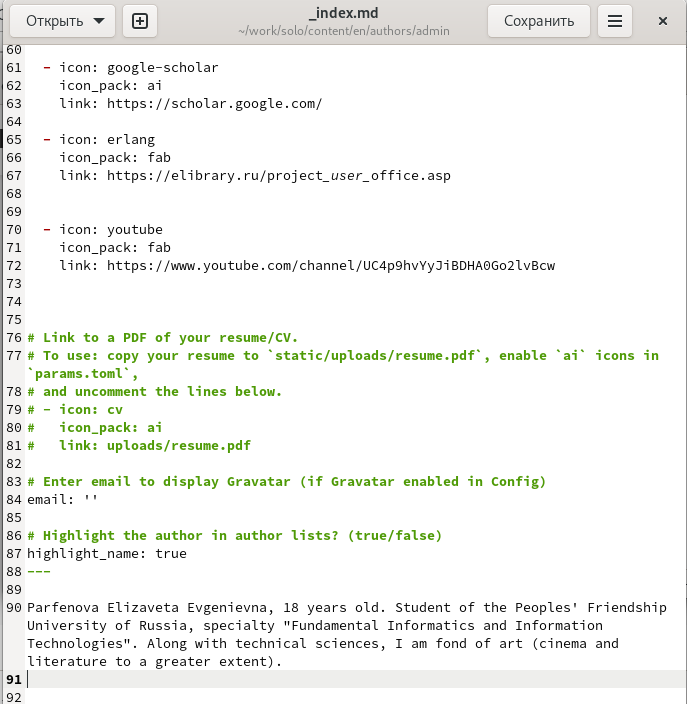 Открыть
_index.md
~/work/solo/content/en/authors/admin
Сохранить
60
61 - icon: google-scholar
62 icon_pack: ai
63 link: https://scholar.google.com/
64
65 - icon: erlang
66 icon_pack: fab
67 link: https://elibrary.ru/project_user_office.asp
68
69
70 - icon: youtube
71 icon_pack: fab
72 link: https://www.youtube.com/channel/UC4p9hvYyJiBDHA0Go2lvBcw
73
74
75
76 # Link to a PDF of your resume/CV.
77 # To use: copy your resume to `static/uploads/resume.pdf`, enable `ai` icons in
`params.toml`,
78 # and uncomment the lines below.
79 # - icon: cv
80 #   icon_pack: ai
81 #   link: uploads/resume.pdf
82
83 # Enter email to display Gravatar (if Gravatar enabled in Config)
84 email: ''
85
86 # Highlight the author in author lists? (true/false)
87 highlight_name: true
88 ---
89
90 Parfenova Elizaveta Evgenievna, 18 years old. Student of the Peoples' Friendship
University of Russia, specialty "Fundamental Informatics and Information
Technologies". Along with technical sciences, I am fond of art (cinema and
literature to a greater extent).
91
92